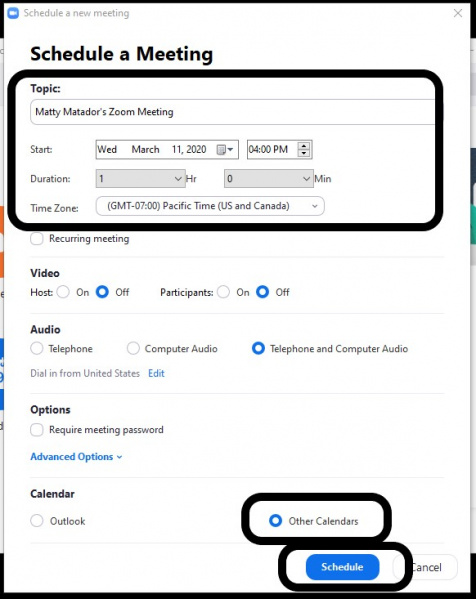 Schedule a new meeting
Schedule a Meeting
Topic:
Matty Matador's Zoom Meeting
Start: Wed March 11, 2020 04:00 PM
Duration: 1 Hr 0 Min
Time Zone: (GMT-07:00) Pacific Time (US and Canada)
Recurring meeting
Video
Host: On Off Participants: On Off
Audio
Telephone Computer Audio Telephone and Computer Audio
Dial in from United States Edit
Options
Require meeting password
Advanced Options
Calendar
Outlook Other Calendars
Schedule Cancel